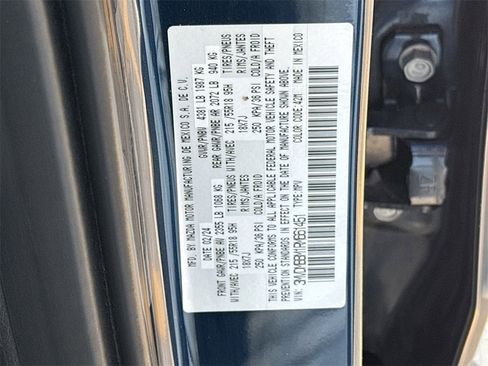 MFD. BY MAZDA MOTOR MANUFACTURING DE MEXICO S.A. DE C.V.
DATE: 02/24 GVWR/PNBV 4381 LB 1987 KG
FRONT GAWR/PNBE AV 2355 LB 1068 KG REAR GAWR/PNBE AR 2072 LB 940 KG
WITH/AVEC 215 /55R18 95H TIRES/PNEUS WITH/AVEC 215 /55R18 95H TIRES/PNEUS
18X7J RIMS/JANTES 18X7J RIMS/JANTES
250 KPA/36 PSI COLD/A FROID 250 KPA/36 PSI COLD/A FROID
THIS VEHICLE CONFORMS TO ALL APPLICABLE FEDERAL MOTOR VEHICLE SAFETY AND THEFT
PREVENTION STANDARDS IN EFFECT ON THE DATE OF MANUFACTURE SHOWN ABOVE.
VIN: TYPE:MPV COLOR: 42M MADE IN MEXICO